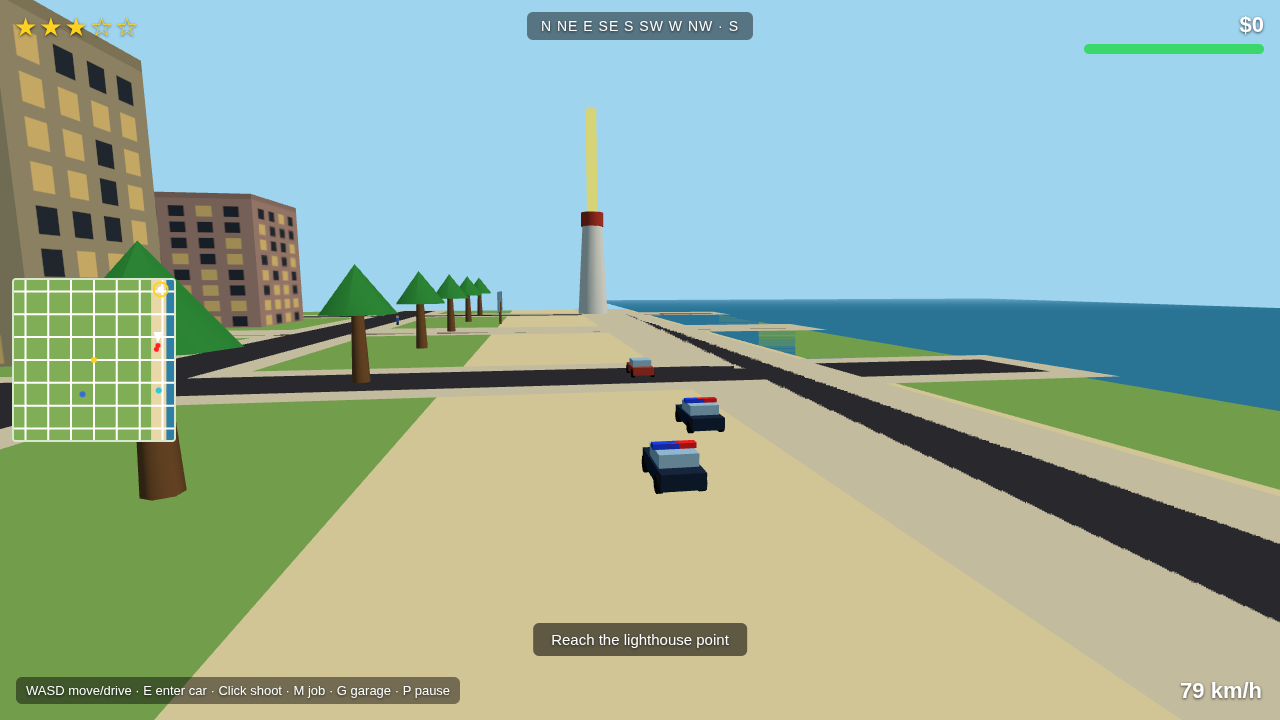 ★★★☆☆
N NE E SE S SW W NW · S
$0
Reach the lighthouse point
WASD move/drive · E enter car · Click shoot · M job · G garage · P pause
79 km/h